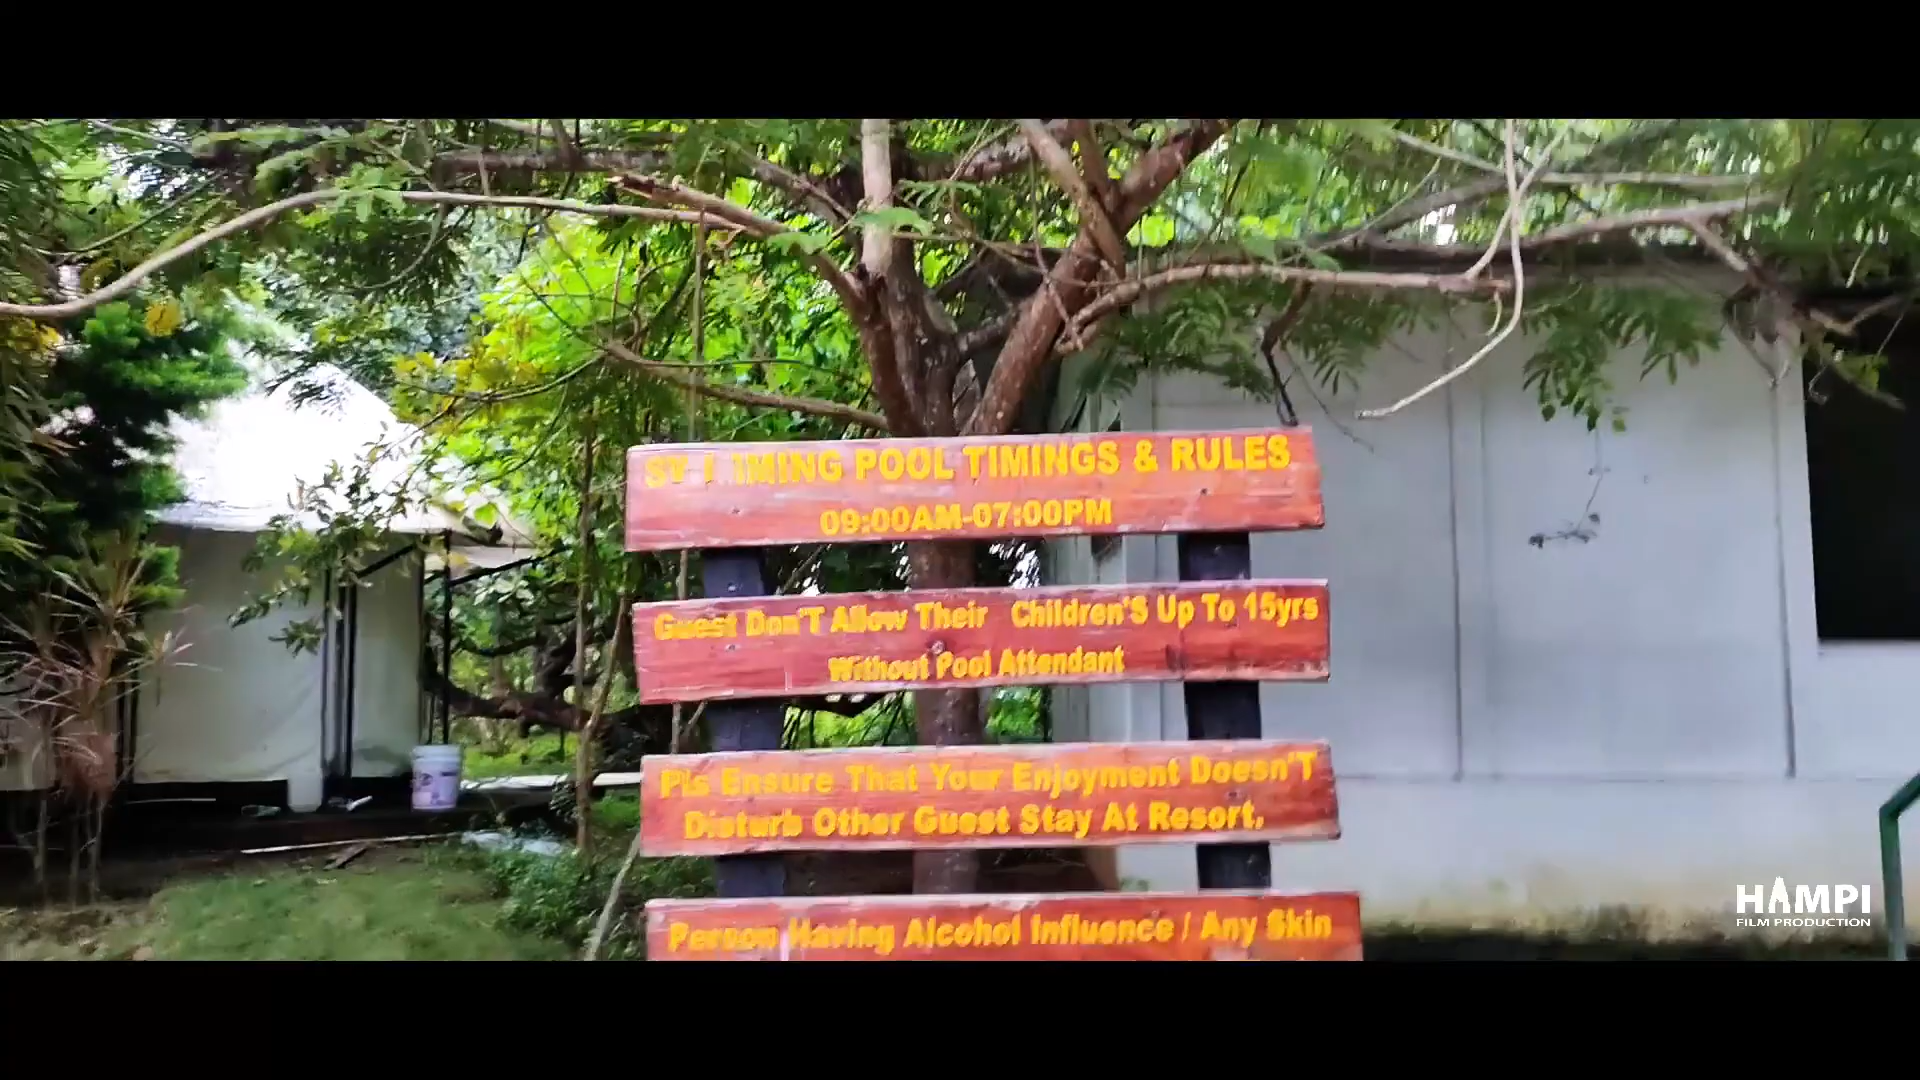 POOL TIMINGS & RULES
09:00AM-07:00PM
Guest Don'T Allow Their Children'S Up To 15yrs
Without Pool Attendant
Pls Ensure That Your Enjoyment Doesn'T
Disturb Other Guest Stay At Resort,
Person Having Alcohol Influence / Any Skin
HAMPI
FILM PRODUCTION